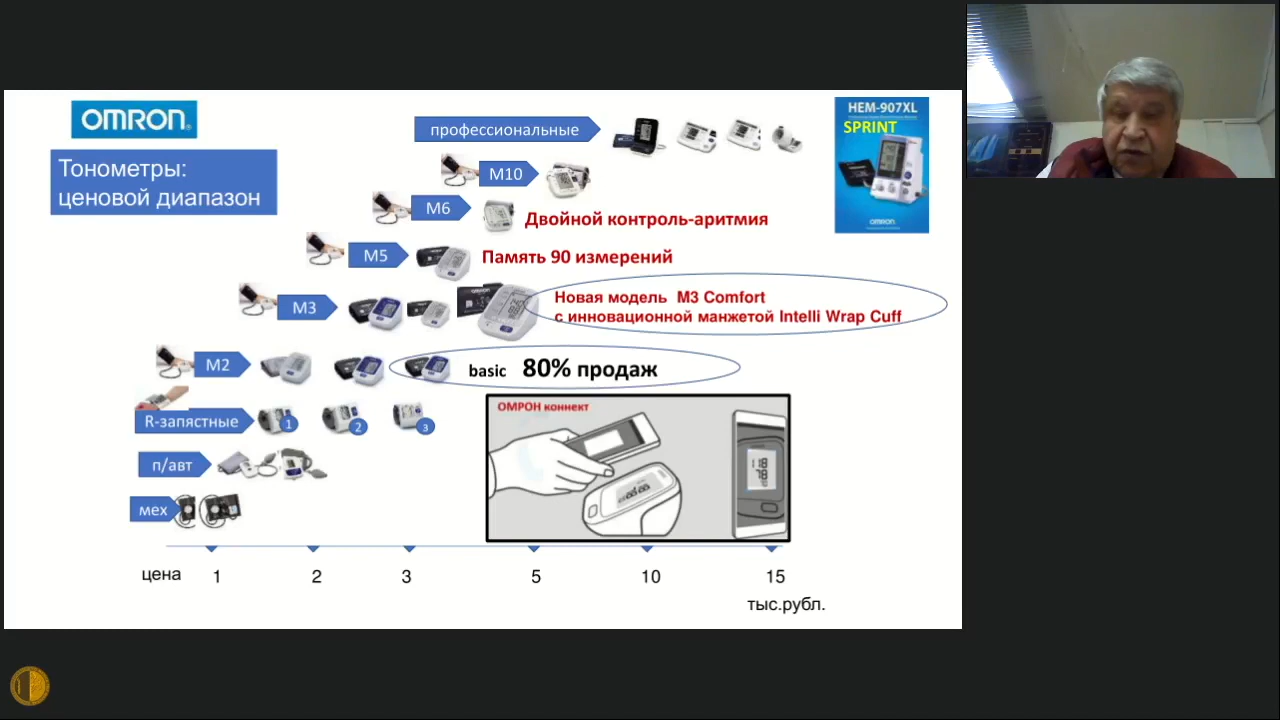 OMRON
Тонометры:
ценовой диапазон
профессиональные
HEM-907XL
SPRINT
OMRON
M10
M6
Двойной контроль-аритмия
M5
Память 90 измерений
M3
Новая модель M3 Comfort
с инновационной манжетой Intelli Wrap Cuff
M2
basic 80% продаж
R-запястные
1
2
3
ОМРОН коннект
п/авт
мех
цена 1 2 3 5 10 15
тыс.рубл.